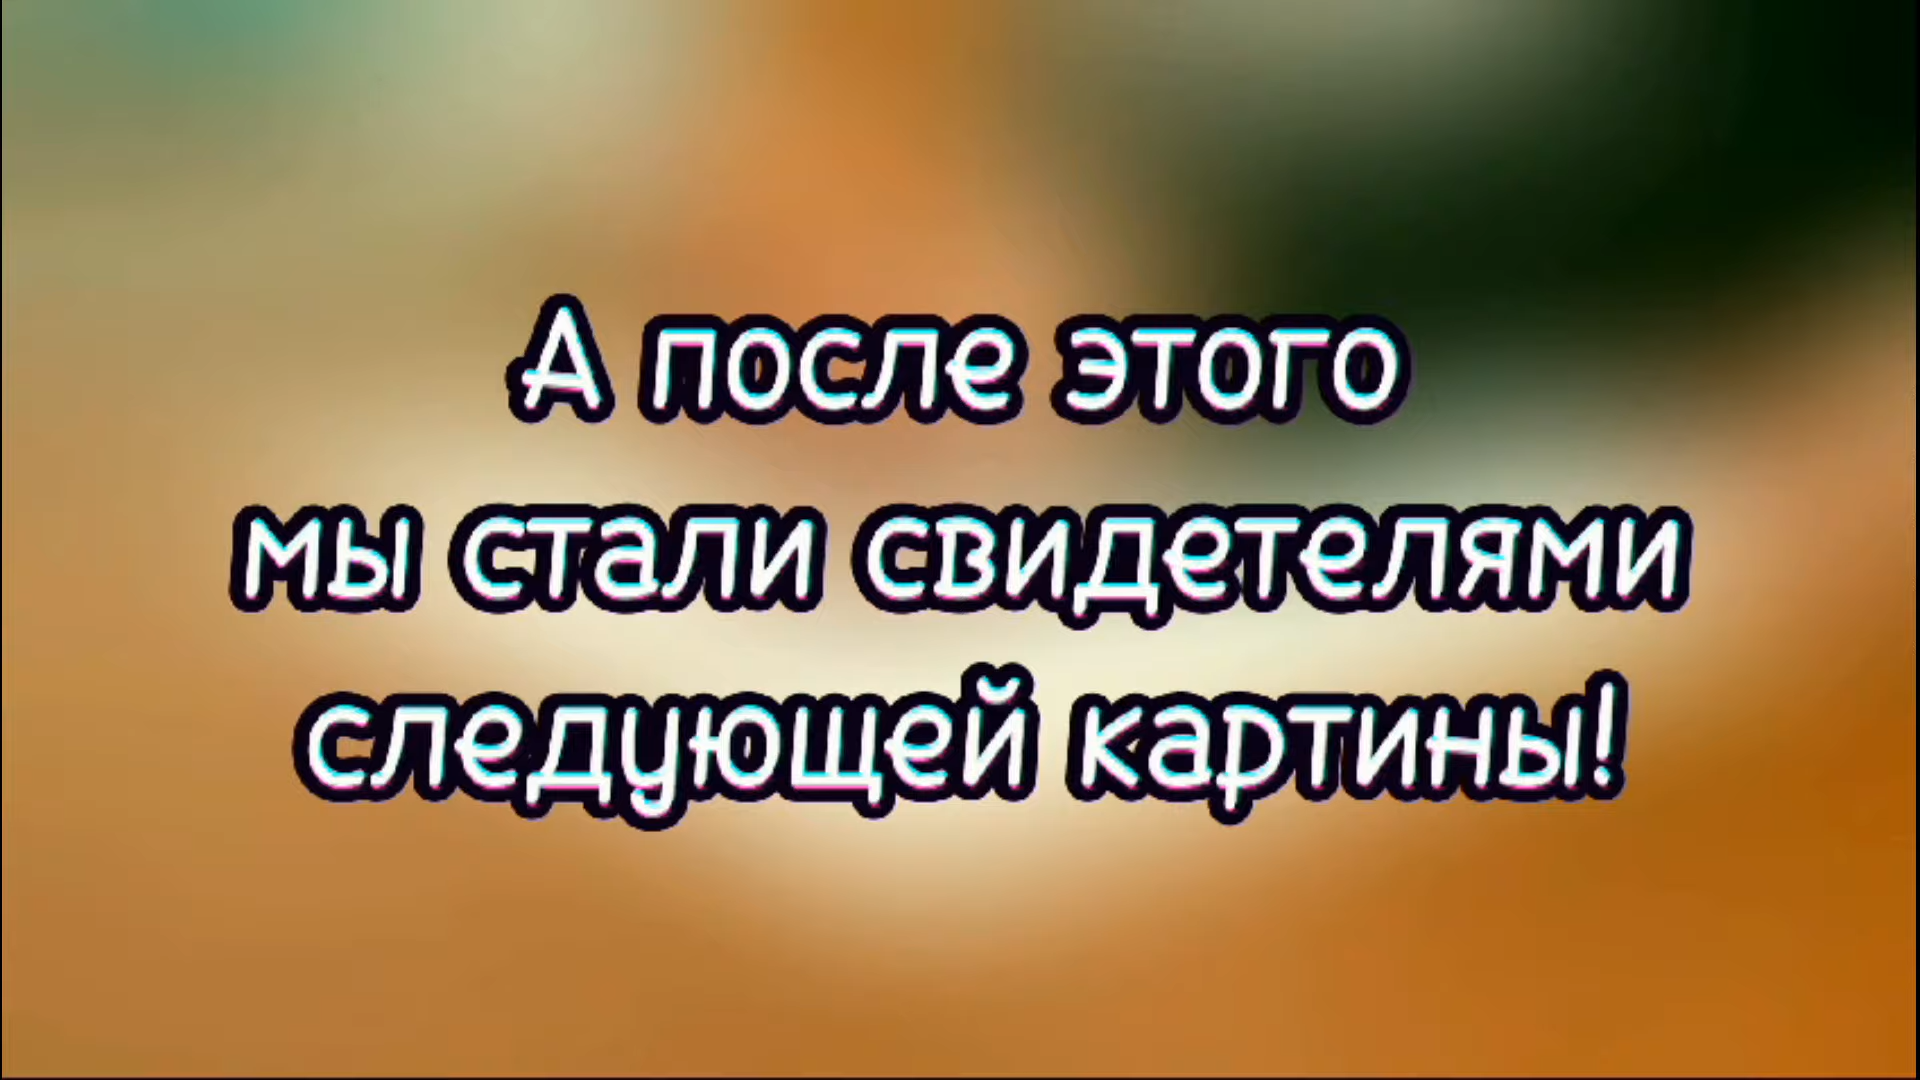 А после этого
мы стали свидетелями
следующей картины!